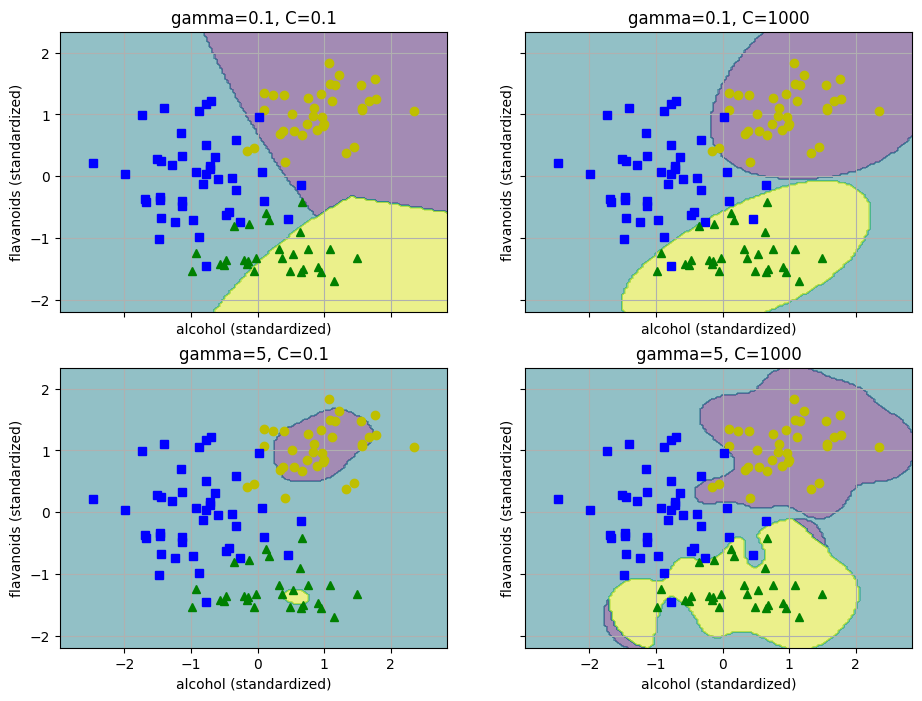 gamma=0.1, C=0.1
gamma=0.1, C=1000
flavanoids (standardized)
2
1
0
−1
−2
alcohol (standardized)
flavanoids (standardized)
alcohol (standardized)
gamma=5, C=0.1
gamma=5, C=1000
flavanoids (standardized)
2
1
0
−1
−2
−2 −1 0 1 2
alcohol (standardized)
flavanoids (standardized)
−2 −1 0 1 2
alcohol (standardized)